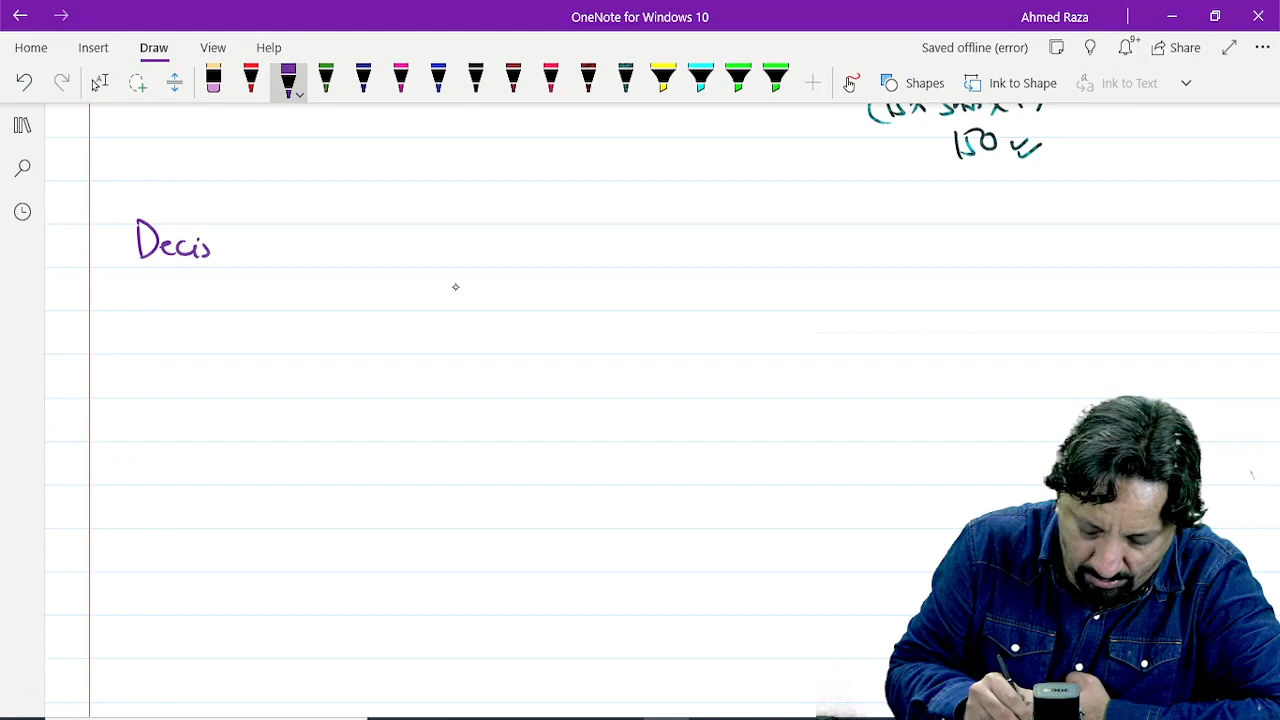 OneNote for Windows 10
Ahmed Raza
Home Insert Draw View Help
Saved offline (error)
9+
Share
Shapes
Ink to Shape
Ink to Text
150
Decis